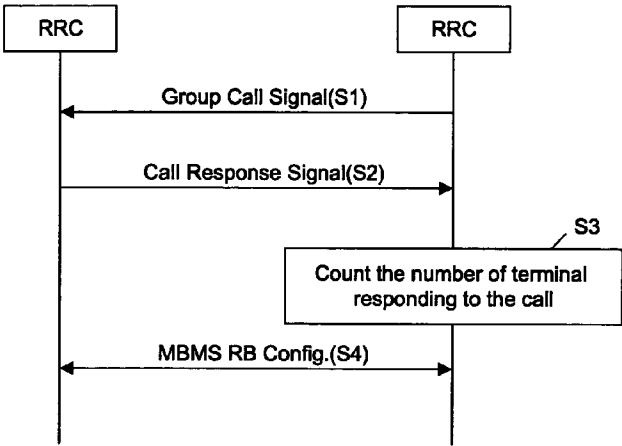 RRC
RRC
Group Call Signal(S1)
Call Response Signal(S2)
S3
Count the number of terminal
responding to the call
MBMS RB Config.(S4)